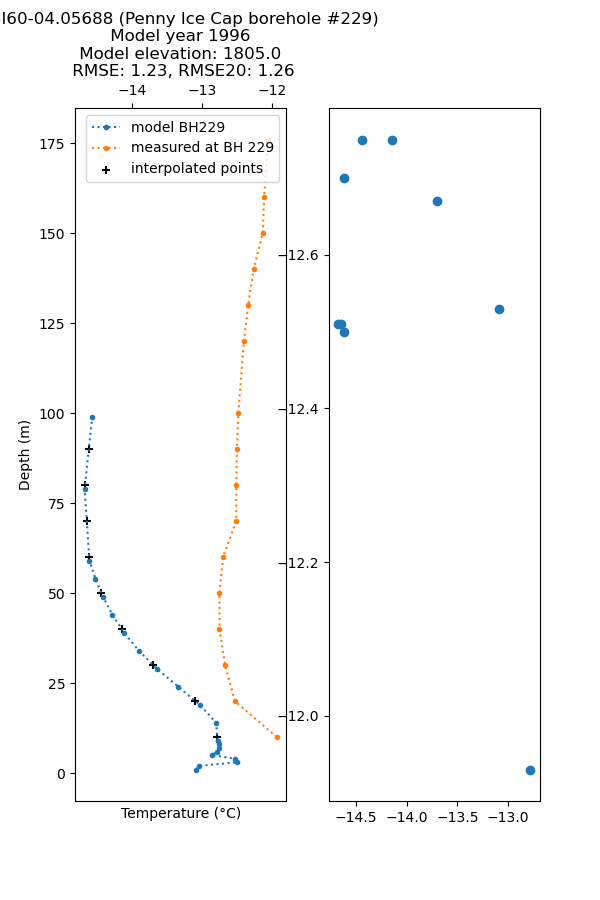 l60-04.05688 (Penny Ice Cap borehole #229)
Model year 1996
Model elevation: 1805.0
RMSE: 1.23, RMSE20: 1.26
−14 −13 −12
model BH229
measured at BH 229
interpolated points
175
150
125
100
75
50
25
0
Depth (m)
Temperature (°C)
−12.6
−12.4
−12.2
−12.0
−14.5 −14.0 −13.5 −13.0